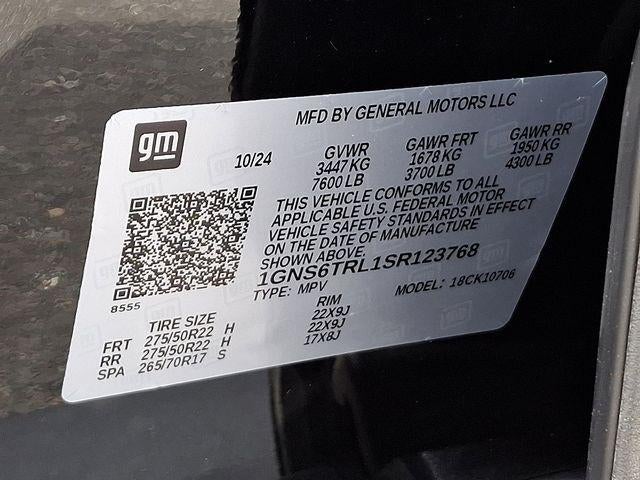 MFD BY GENERAL MOTORS LLC
gm
10/24
GVWR GAWR FRT GAWR RR
3447 KG 1678 KG 1950 KG
7600 LB 3700 LB 4300 LB
THIS VEHICLE CONFORMS TO ALL
APPLICABLE U.S. FEDERAL MOTOR
VEHICLE SAFETY STANDARDS IN EFFECT
ON THE DATE OF MANUFACTURE
SHOWN ABOVE.
1GNS6TRL1SR123768
TYPE: MPV MODEL: 18CK10706
8555
TIRE SIZE RIM
FRT 275/50R22 H 22X9J
RR 275/50R22 H 22X9J
SPA 265/70R17 S 17X8J